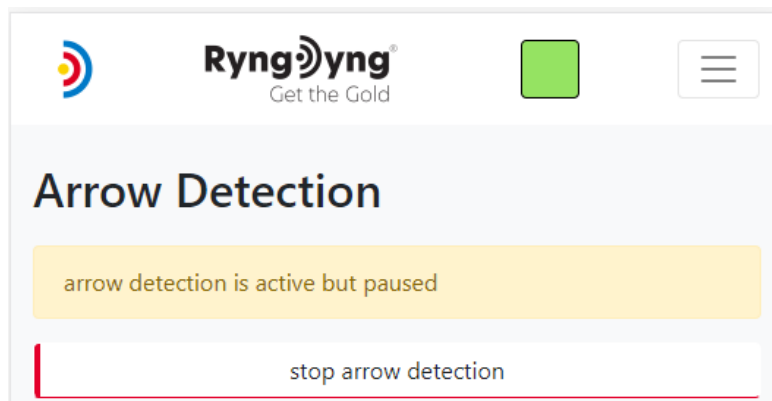 RyngDyng®
Get the Gold
Arrow Detection
arrow detection is active but paused
stop arrow detection